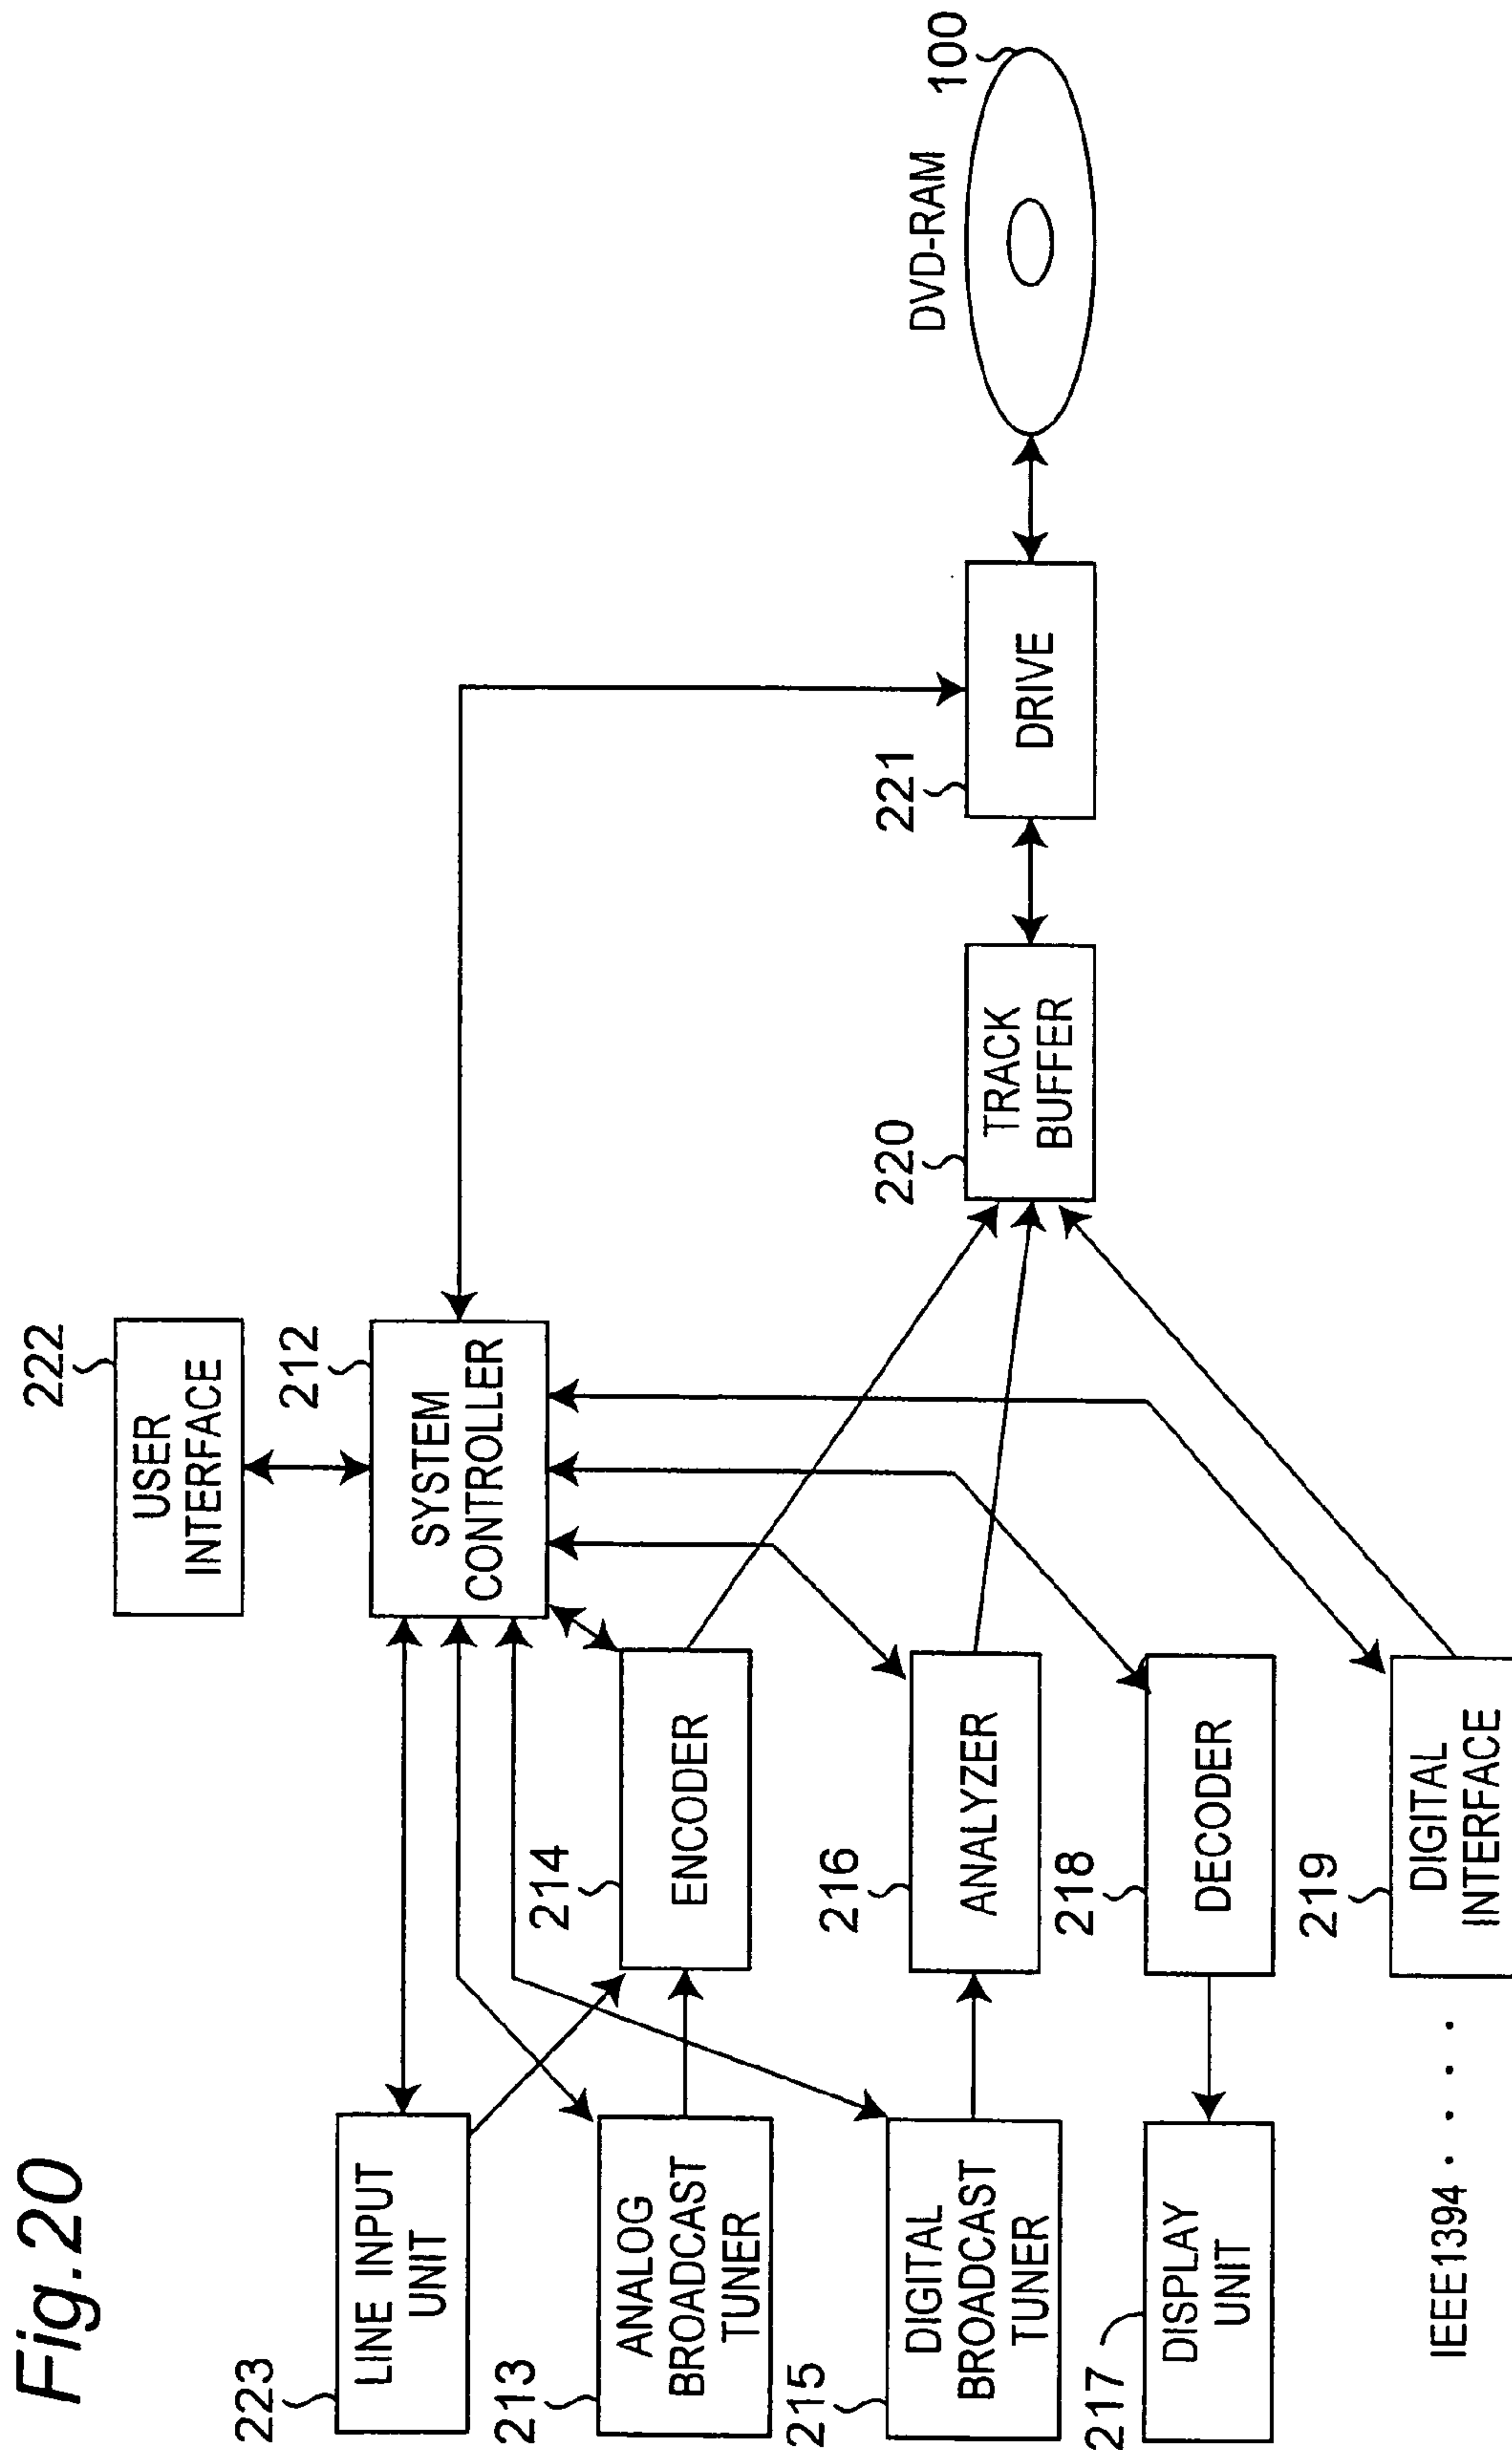 Fig.20
222
USER
INTERFACE
223
LINE INPUT
UNIT
212
SYSTEM
CONTROLLER
213
ANALOG
BROADCAST
TUNER
214
ENCODER
215
DIGITAL
BROADCAST
TUNER
216
ANALYZER
220
TRACK
BUFFER
221
DRIVE
DVD-RAM
100
217
DISPLAY
UNIT
218
DECODER
IEEE1394 · · · ·
219
DIGITAL
INTERFACE